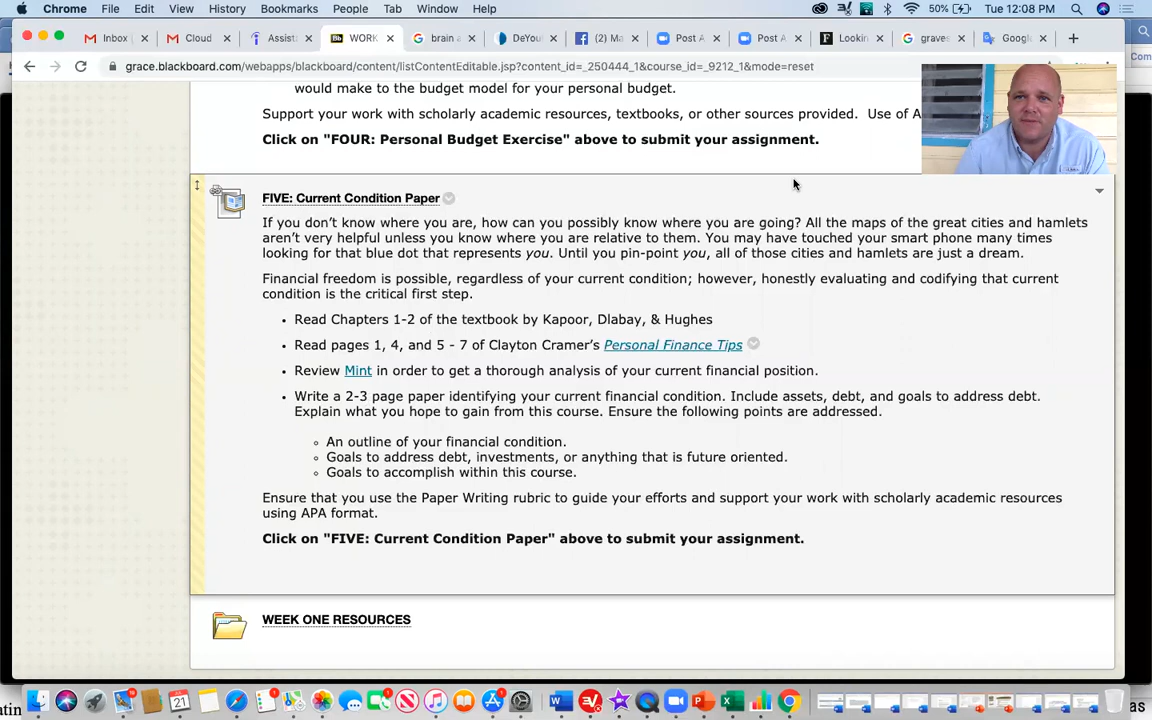 Chrome File Edit View History Bookmarks People Tab Window Help 50% Tue 12:08 PM
Inbox Cloud Assist WORK brain a DeYou (2) Ma Post A Post A Lookin graves Googl
grace.blackboard.com/webapps/blackboard/content/listContentEditable.jsp?content_id=_250444_1&course_id=_9212_1&mode=reset
would make to the budget model for your personal budget.
Support your work with scholarly academic resources, textbooks, or other sources provided. Use of A
Click on "FOUR: Personal Budget Exercise" above to submit your assignment.
FIVE: Current Condition Paper
If you don't know where you are, how can you possibly know where you are going? All the maps of the great cities and hamlets
aren't very helpful unless you know where you are relative to them. You may have touched your smart phone many times
looking for that blue dot that represents you. Until you pin-point you, all of those cities and hamlets are just a dream.
Financial freedom is possible, regardless of your current condition; however, honestly evaluating and codifying that current
condition is the critical first step.
• Read Chapters 1-2 of the textbook by Kapoor, Dlabay, & Hughes
• Read pages 1, 4, and 5 - 7 of Clayton Cramer's Personal Finance Tips
• Review Mint in order to get a thorough analysis of your current financial position.
• Write a 2-3 page paper identifying your current financial condition. Include assets, debt, and goals to address debt.
Explain what you hope to gain from this course. Ensure the following points are addressed.
◦ An outline of your financial condition.
◦ Goals to address debt, investments, or anything that is future oriented.
◦ Goals to accomplish within this course.
Ensure that you use the Paper Writing rubric to guide your efforts and support your work with scholarly academic resources
using APA format.
Click on "FIVE: Current Condition Paper" above to submit your assignment.
WEEK ONE RESOURCES